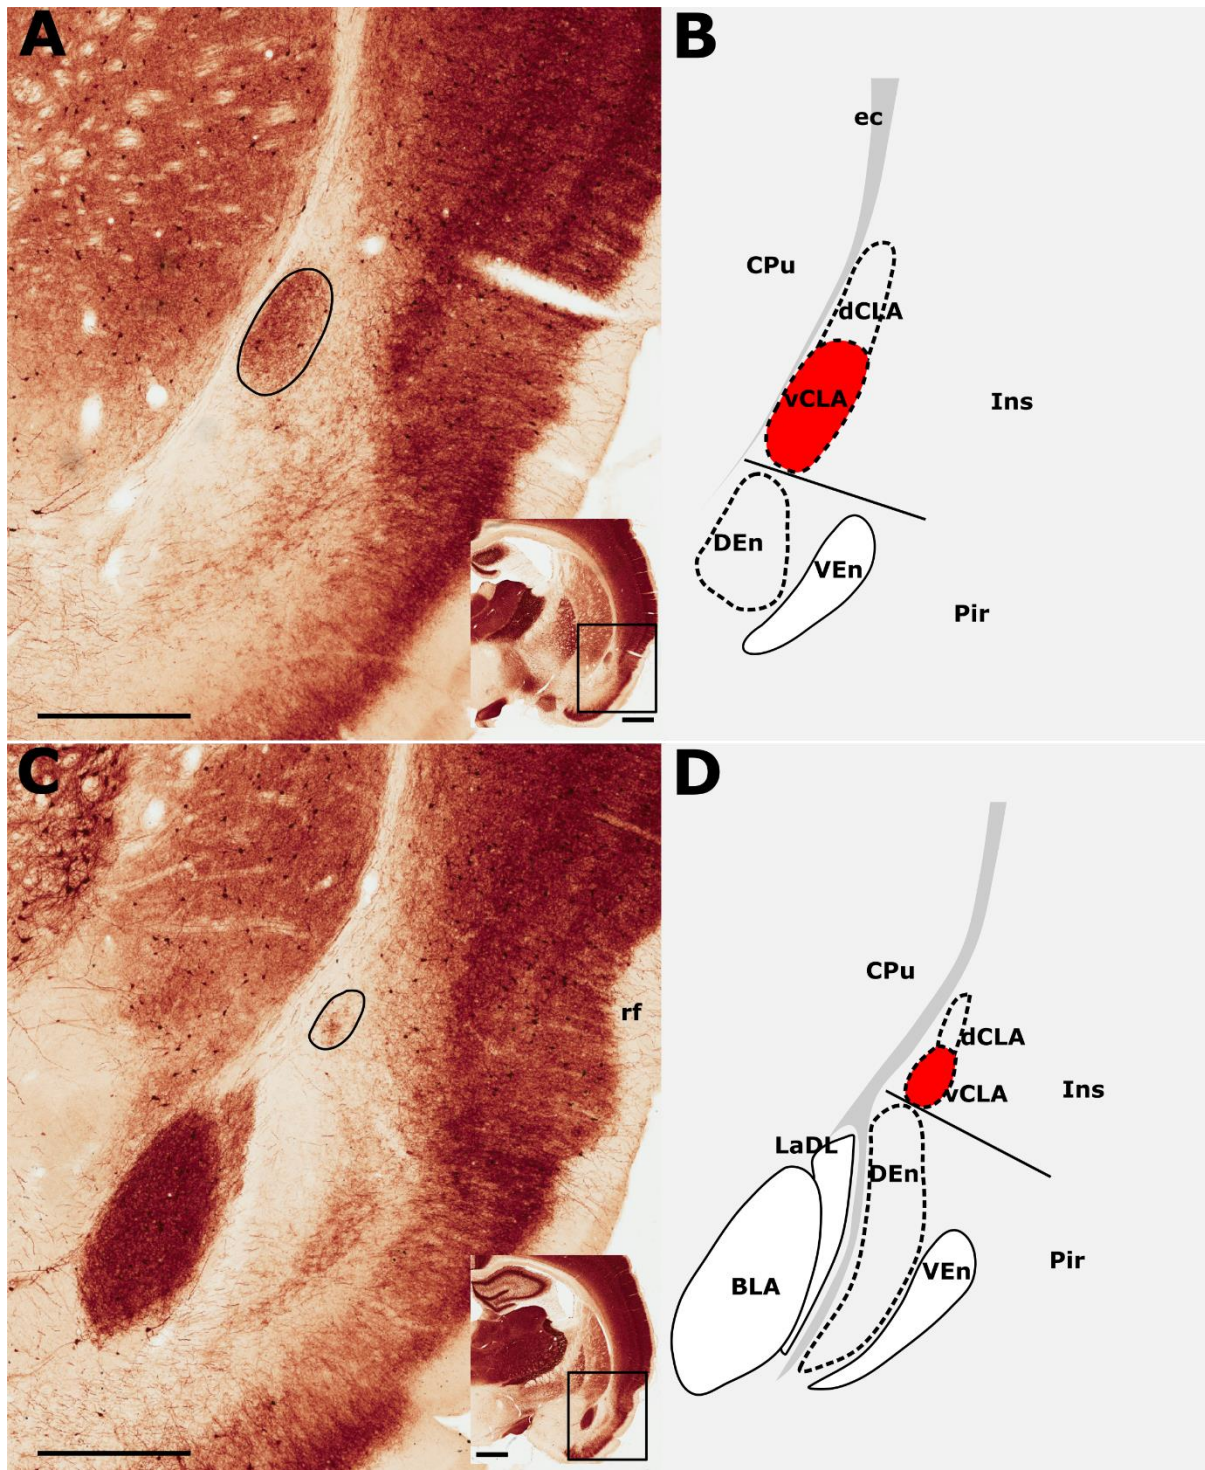 A
B
ec
CPu
dCLA
vCLA
Ins
DEn
VEn
Pir
C
rf
D
CPu
dCLA
vCLA
Ins
LaDL
DEn
BLA
VEn
Pir